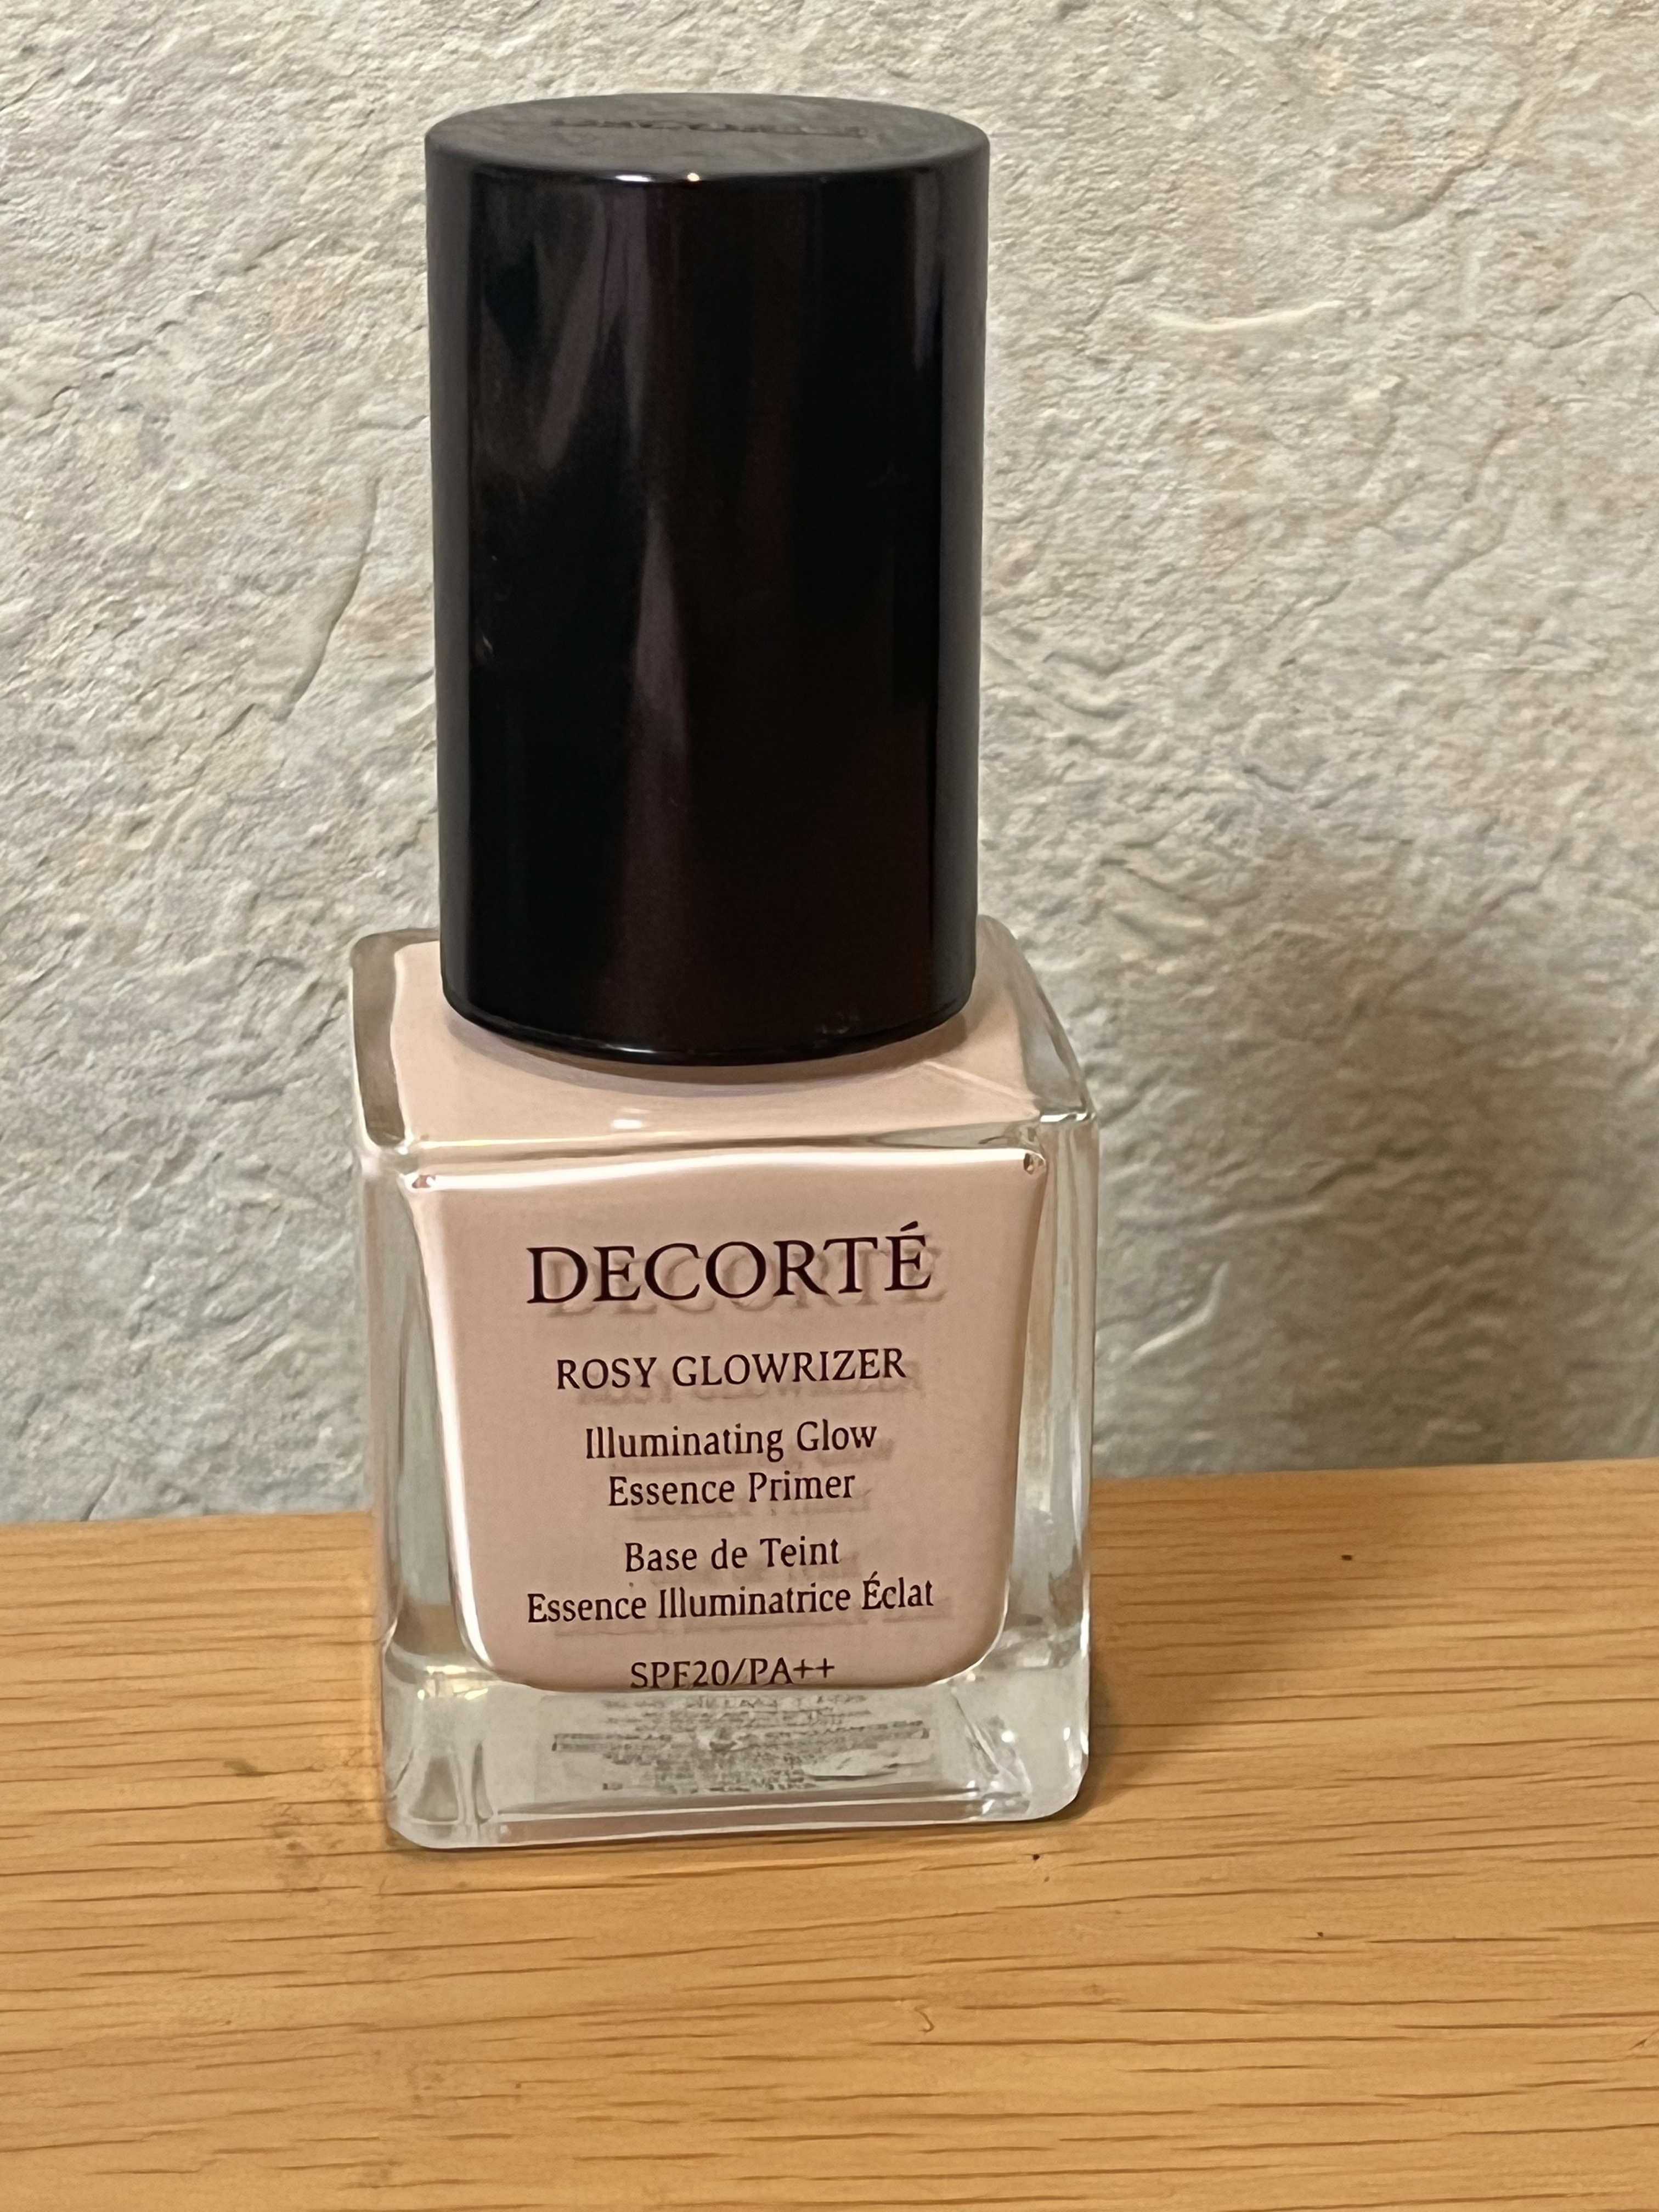 DECORTÉ
ROSY GLOWRIZER
Illuminating Glow
Essence Primer
Base de Teint
Essence Illuminatrice Éclat
SPF20/PA++